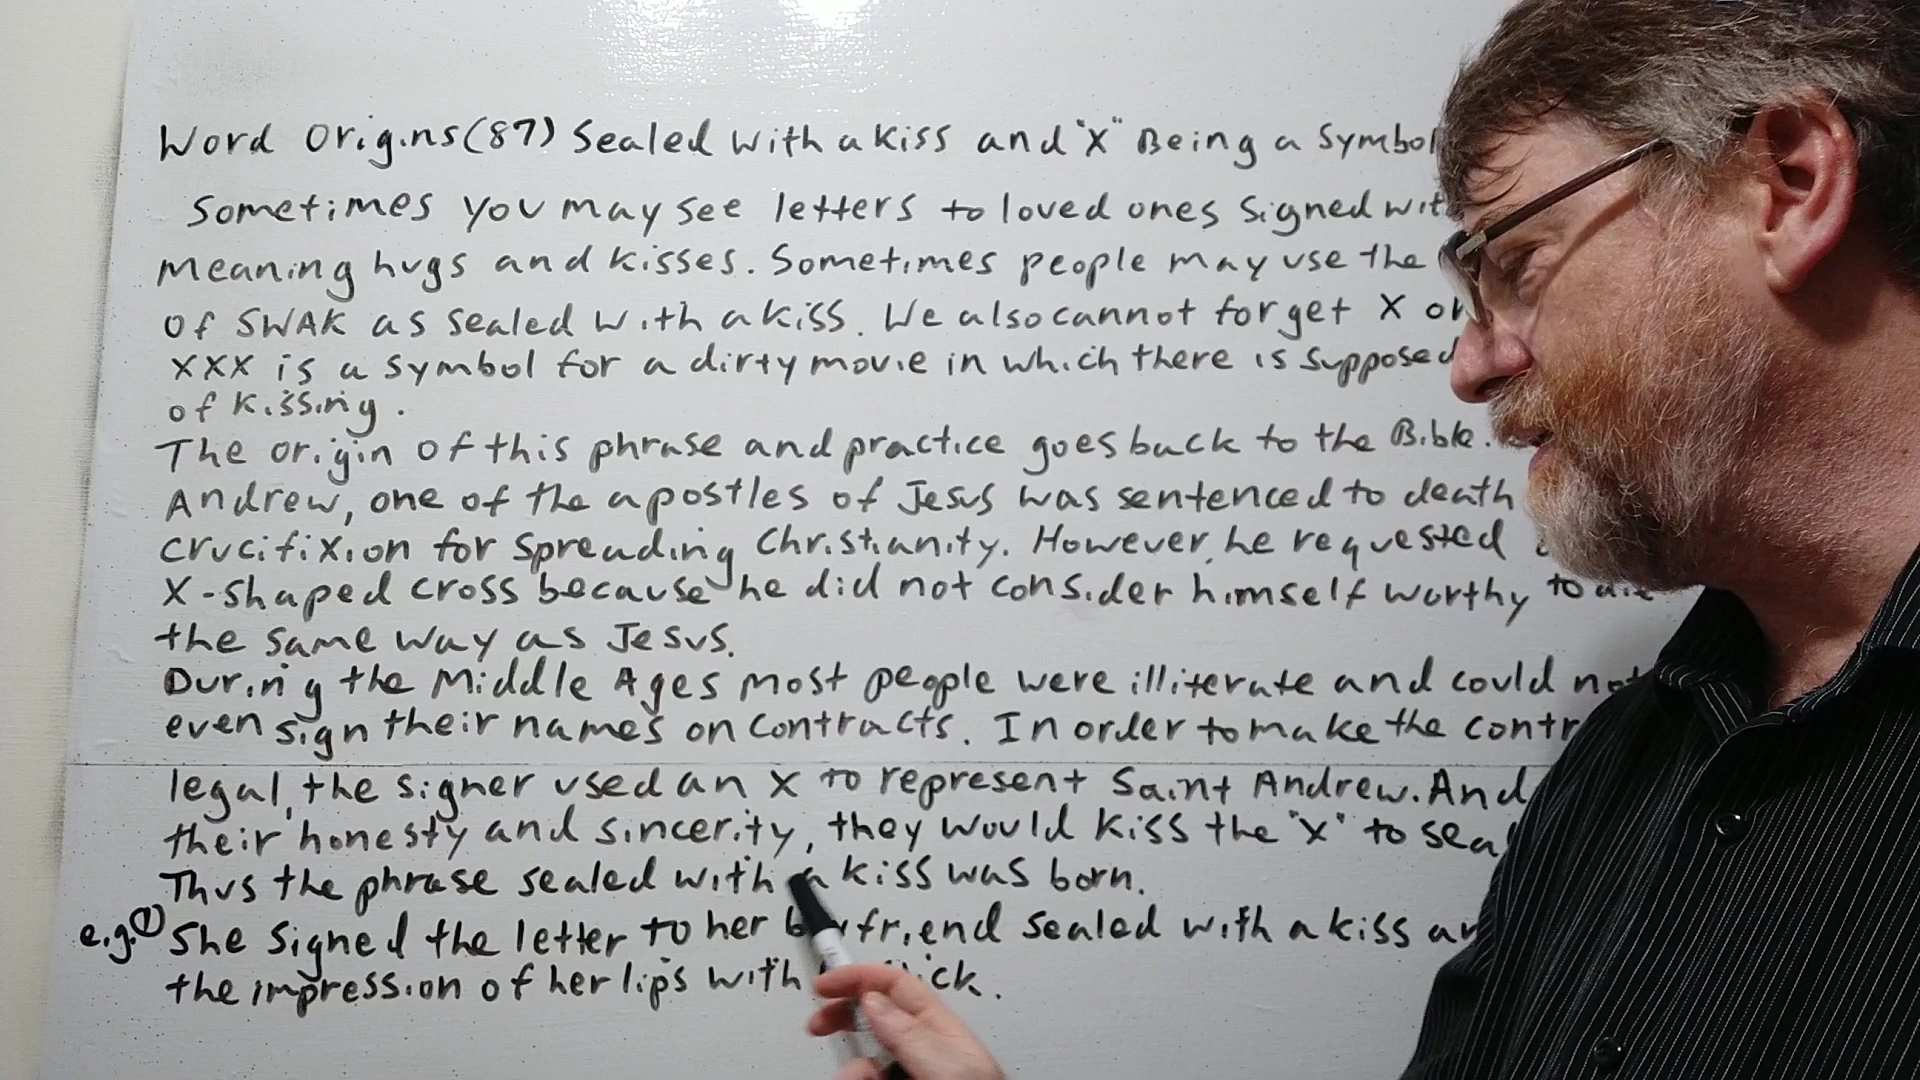 Word Origins (87) Sealed with a kiss and "X" Being a Symbol
Sometimes you may see letters to loved ones signed
meaning hugs and kisses. Sometimes people may use the
of SWAK as sealed with a kiss. We also cannot forget X or
XXX is a symbol for a dirty movie in which there is supposed
of kissing.
The origin of this phrase and practice goes back to the Bible.
Andrew, one of the apostles of Jesus was sentenced to death
crucifixion for spreading Christianity. However, he requested
X-shaped cross because he did not consider himself worthy to die
the same way as Jesus.
During the Middle Ages most people were illiterate and could not
even sign their names on contracts. In order to make the
legal, the signer used an X to represent Saint Andrew. And
their honesty and sincerity, they would kiss the "X" to
Thus the phrase sealed with a kiss was born.
e.g. ① She signed the letter to her boyfriend sealed with a kiss
the impression of her lips with